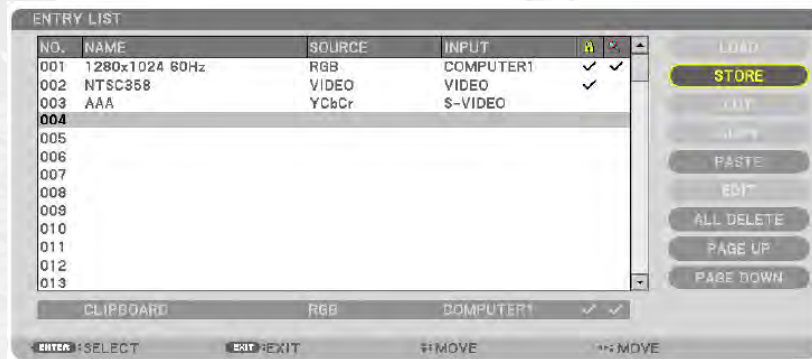 ENTRY LIST
NO. NAME SOURCE INPUT
001 1280x1024 60Hz RGB COMPUTER1 ✓ ✓
002 NTSC358 VIDEO VIDEO ✓
003 AAA YCbCr S-VIDEO
004
005
006
007
008
009
010
011
012
013
CLIPBOARD RGB COMPUTER1 ✓ ✓
LOAD
STORE
CUT
COPY
PASTE
EDIT
ALL DELETE
PAGE UP
PAGE DOWN
ENTER :SELECT EXIT :EXIT :MOVE :MOVE